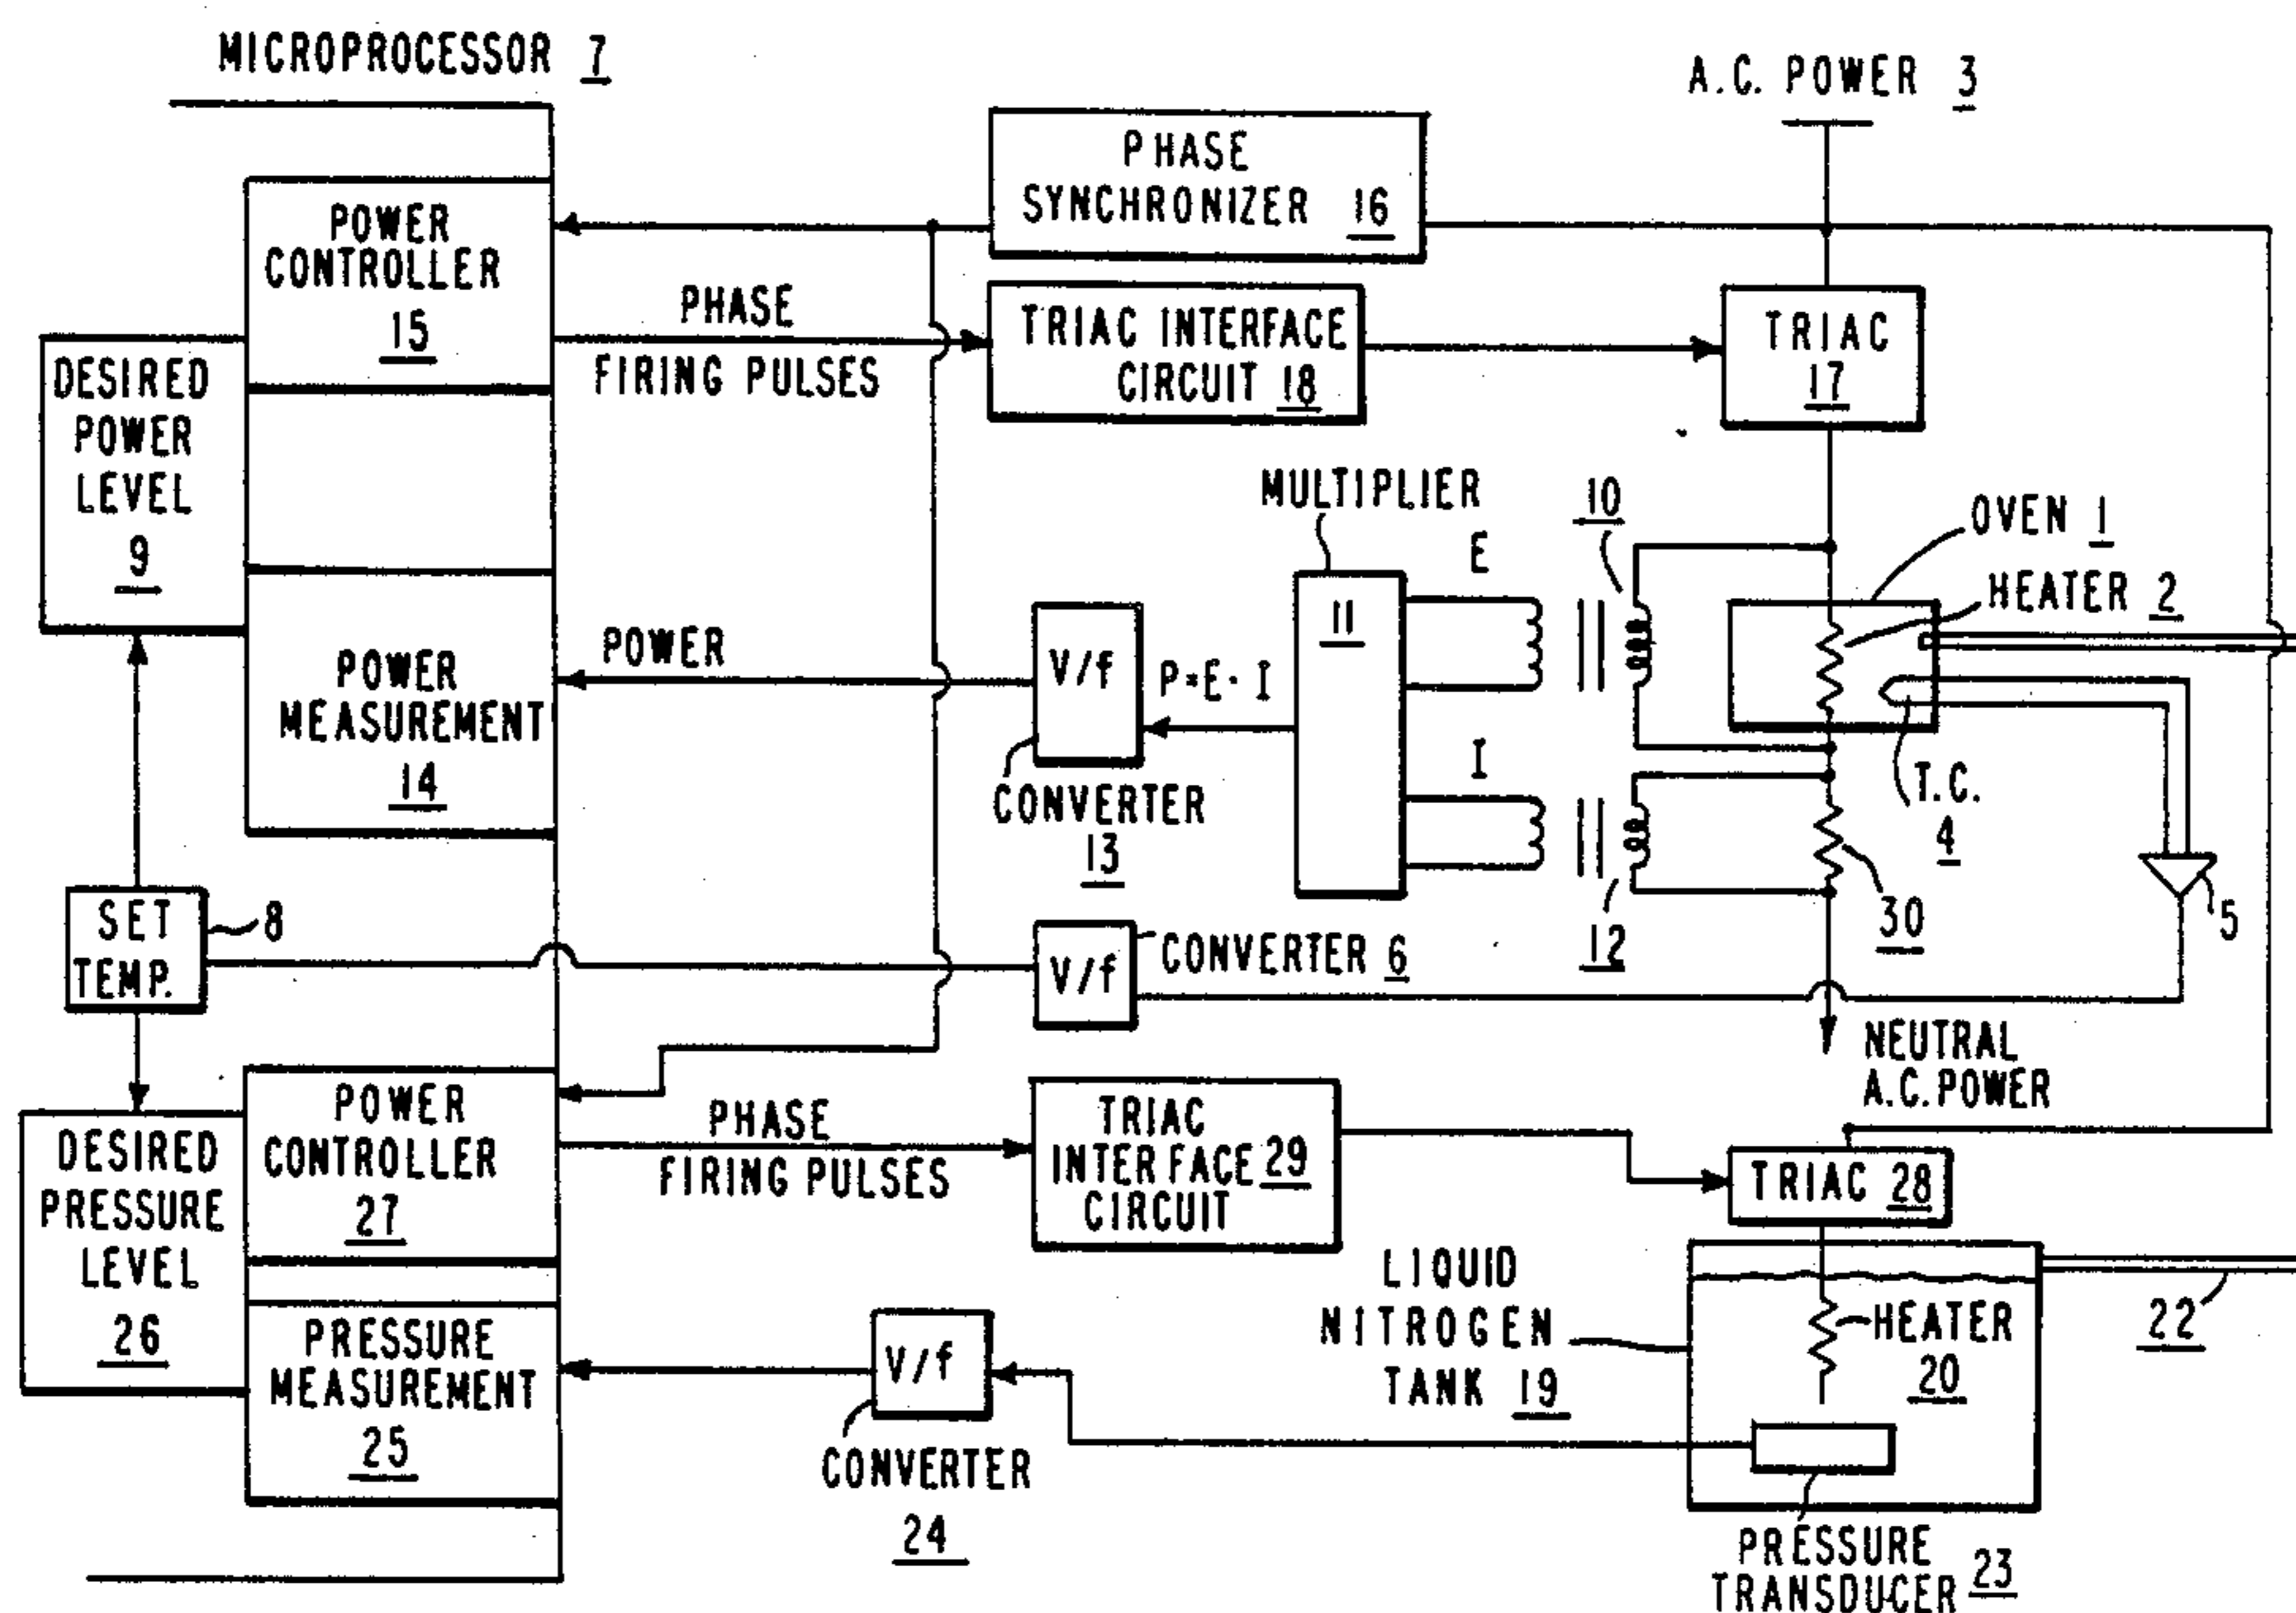 MICROPROCESSOR 7
A.C. POWER 3
PHASE
SYNCHRONIZER 16
POWER
CONTROLLER
15
PHASE
FIRING PULSES
TRIAC INTERFACE
CIRCUIT 18
TRIAC
17
DESIRED
POWER
LEVEL
9
MULTIPLIER
11
E
I
10
12
OVEN 1
HEATER 2
T.C.
4
30
5
POWER
MEASUREMENT
14
POWER
V/f
P=E·I
CONVERTER
13
SET
TEMP.
8
V/f
CONVERTER 6
NEUTRAL
A.C. POWER
POWER
CONTROLLER
27
PHASE
FIRING PULSES
TRIAC
INTERFACE 29
CIRCUIT
TRIAC 28
DESIRED
PRESSURE
LEVEL
26
PRESSURE
MEASUREMENT
25
V/f
CONVERTER
24
LIQUID
NITROGEN
TANK 19
HEATER
20
22
PRESSURE
TRANSDUCER 23